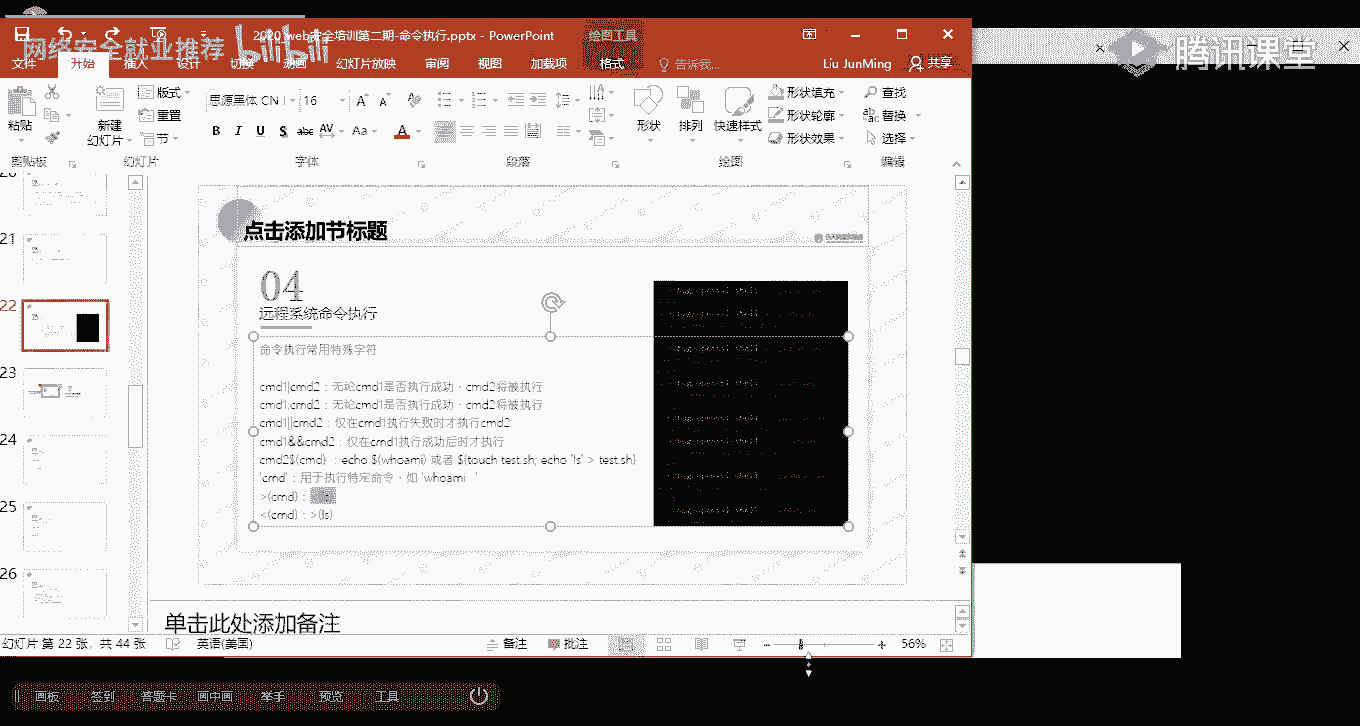 网络安全就业推荐
bilibili
2020 web安全培训第二期-命令执行.pptx - PowerPoint
绘图工具
腾讯课堂
文件 开始 插入 设计 切换 动画 幻灯片放映 审阅 视图 加载项 格式 告诉我... Liu JunMing 共享
粘贴
剪贴板
新建
幻灯片
版式
重置
节
幻灯片
思源黑体 CN 16
B I U S abc AV Aa A
字体
段落
形状
排列
快速样式
形状填充
形状轮廓
形状效果
绘图
查找
替换
选择
编辑
21
22
23
24
25
26
点击添加节标题
04
远程系统命令执行
命令执行常用特殊字符
cmd1|cmd2：无论cmd1是否执行成功，cmd2将被执行
cmd1;cmd2：无论cmd1是否执行成功，cmd2将被执行
cmd1||cmd2：仅在cmd1执行失败时才执行cmd2
cmd1&&cmd2：仅在cmd1执行成功后时才执行
cmd2$(cmd) ：echo $(whoami) 或者 $(touch test.sh; echo 'ls' > test.sh)
'cmd'：用于执行特定命令，如 'whoami '
>(cmd)：
<(cmd)：>(ls)
单击此处添加备注
幻灯片 第 22 张，共 44 张 英语(美国) 备注 批注 56%
画板 签到 答题卡 画中画 举手 预览 工具